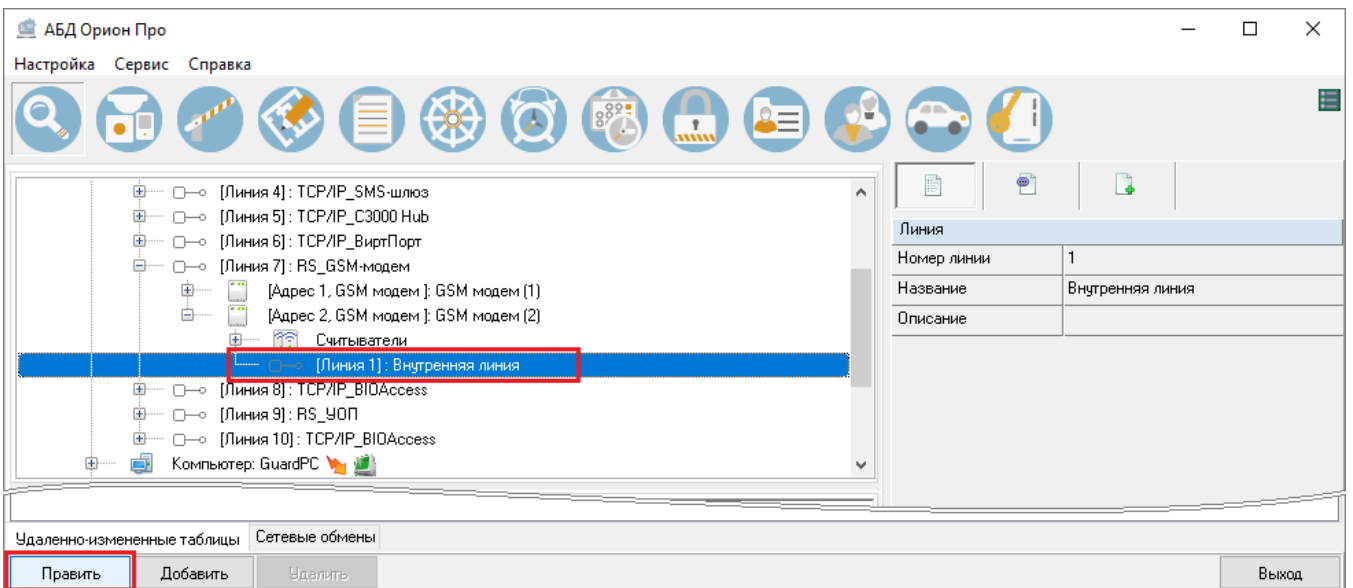 АБД Орион Про
Настройка Сервис Справка
[Линия 4] : TCP/IP_SMS-шлюз
[Линия 5] : TCP/IP_C3000 Hub
[Линия 6] : TCP/IP_ВиртПорт
[Линия 7] : RS_GSM-модем
[Адрес 1, GSM модем ]: GSM модем (1)
[Адрес 2, GSM модем ]: GSM модем (2)
Считыватели
[Линия 1] : Внутренняя линия
[Линия 8] : TCP/IP_BIOAccess
[Линия 9] : RS_УОП
[Линия 10] : TCP/IP_BIOAccess
Компьютер: GuardPC
Линия
Номер линии 1
Название Внутренняя линия
Описание
Удаленно-измененные таблицы Сетевые обмены
Править Добавить Удалить Выход